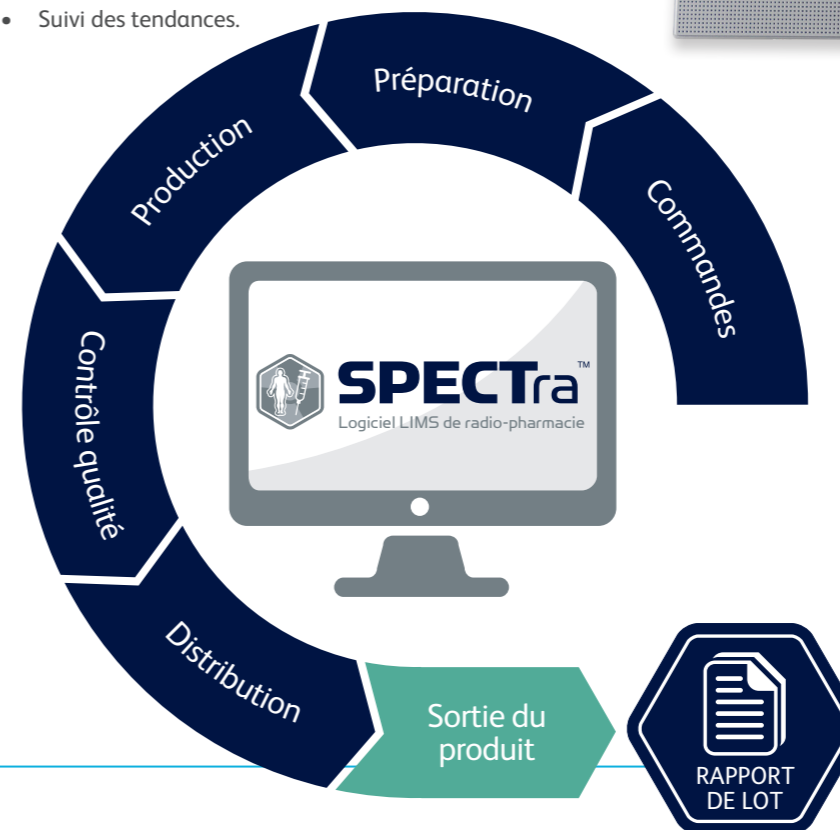 • Suivi des tendances.
Commandes
Préparation
Production
Contrôle qualité
Distribution
Sortie du
produit
RAPPORT
DE LOT
SPECTra™
Logiciel LIMS de radio-pharmacie